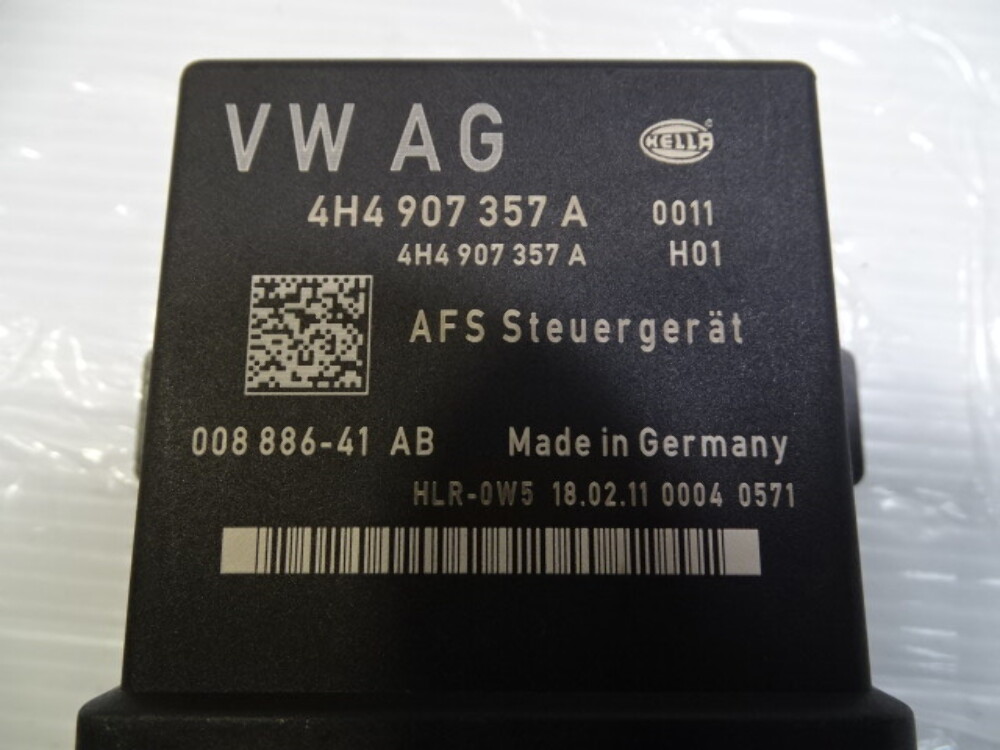 VW AG HELLA
4H4 907 357 A 0011
4H4 907 357 A H01
AFS Steuergerät
008 886-41 AB Made in Germany
HLR-0W5 18.02.11 0004 0571